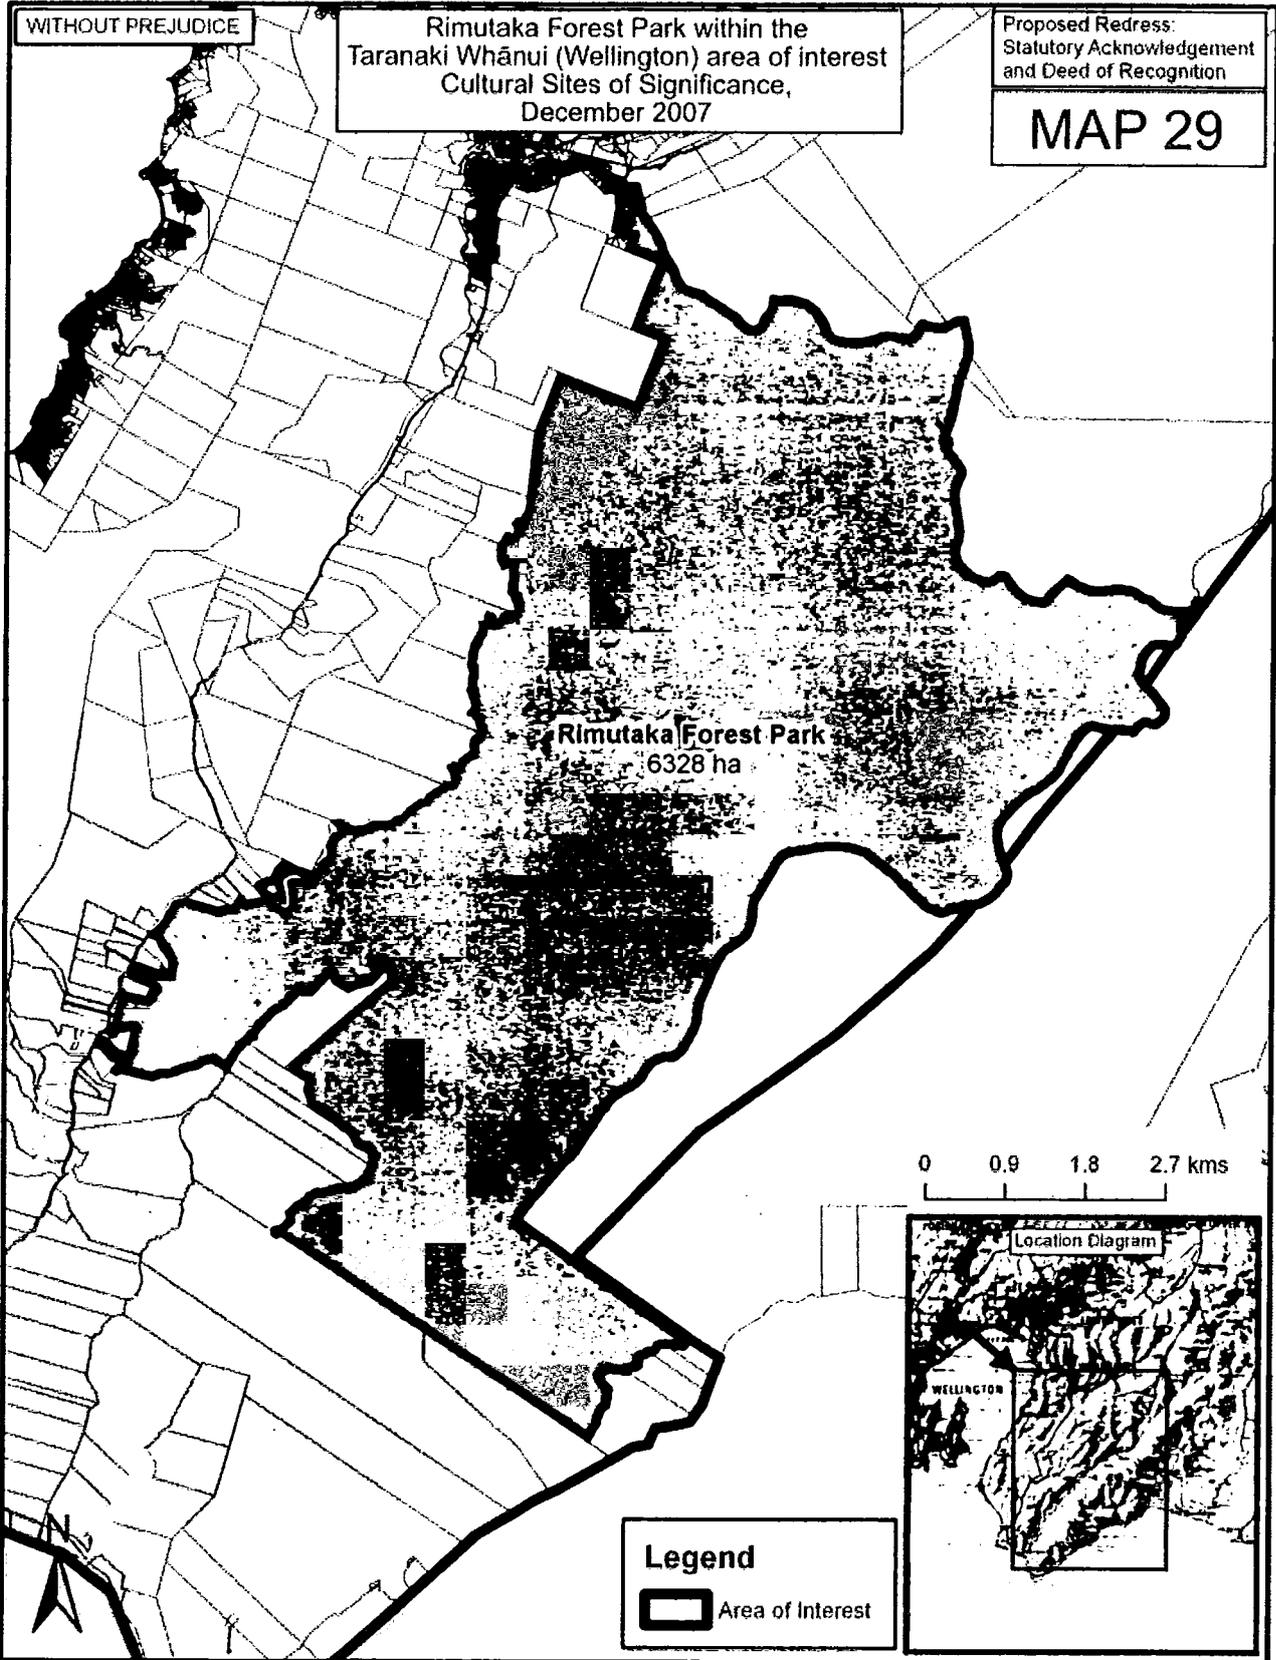 WITHOUT PREJUDICE
Rimutaka Forest Park within the
Taranaki Whānui (Wellington) area of interest
Cultural Sites of Significance,
December 2007
Proposed Redress:
Statutory Acknowledgement
and Deed of Recognition
MAP 29
Rimutaka Forest Park
6328 ha
0 0.9 1.8 2.7 kms
Location Diagram
WELLINGTON
N
Legend
Area of Interest